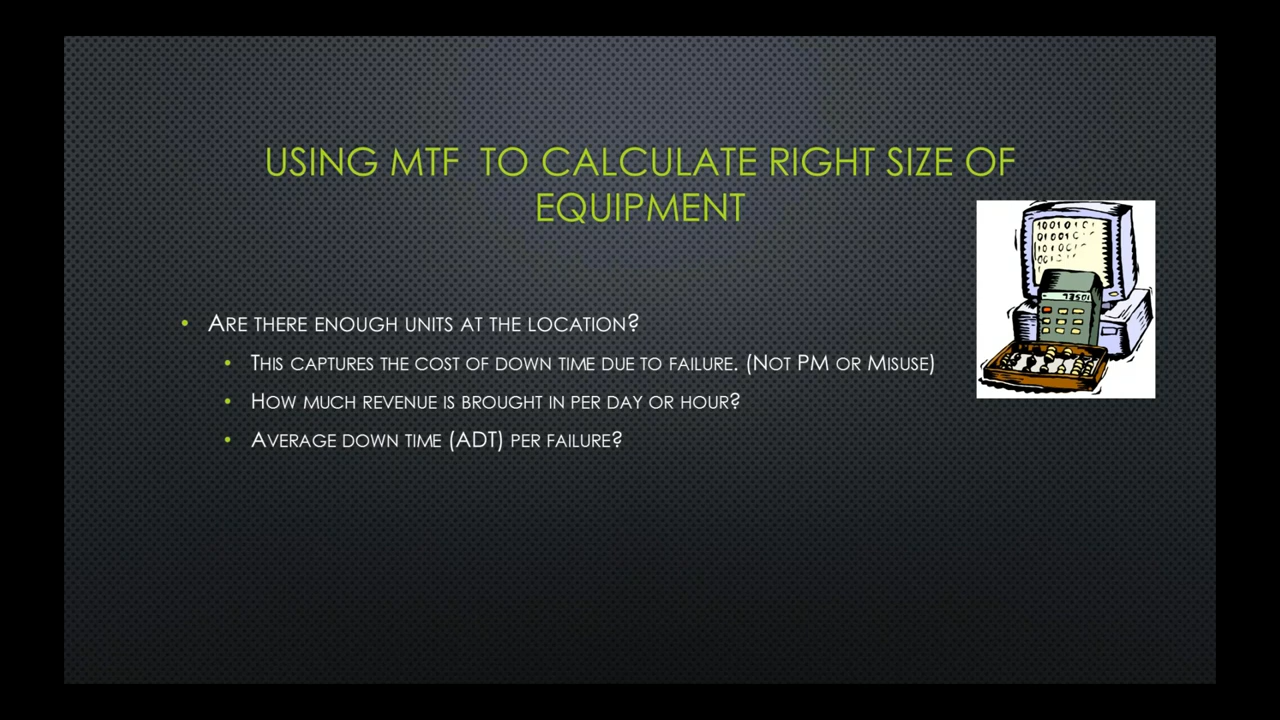 USING MTF TO CALCULATE RIGHT SIZE OF
EQUIPMENT
• ARE THERE ENOUGH UNITS AT THE LOCATION?
• THIS CAPTURES THE COST OF DOWN TIME DUE TO FAILURE. (NOT PM OR MISUSE)
• HOW MUCH REVENUE IS BROUGHT IN PER DAY OR HOUR?
• AVERAGE DOWN TIME (ADT) PER FAILURE?